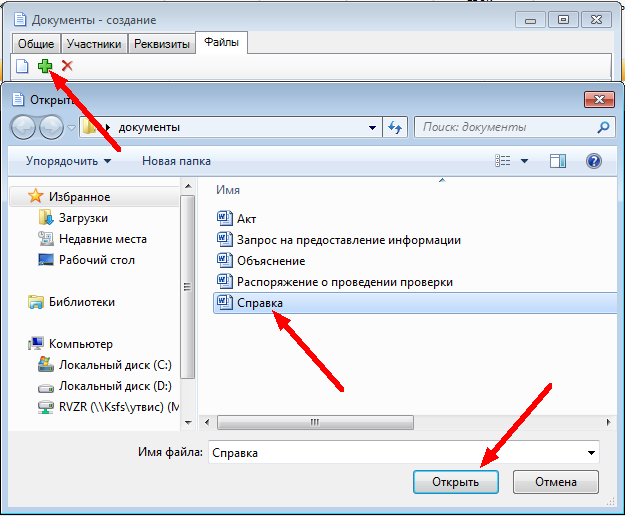 Документы - создание
Общие Участники Реквизиты Файлы
Открыть
документы
Поиск: документы
Упорядочить Новая папка
Избранное
Загрузки
Недавние места
Рабочий стол
Библиотеки
Компьютер
Локальный диск (C:)
Локальный диск (D:)
RVZR (\\Ksfs\утвис) (M
Имя
Акт
Запрос на предоставление информации
Объяснение
Распоряжение о проведении проверки
Справка
Имя файла: Справка
Открыть Отмена